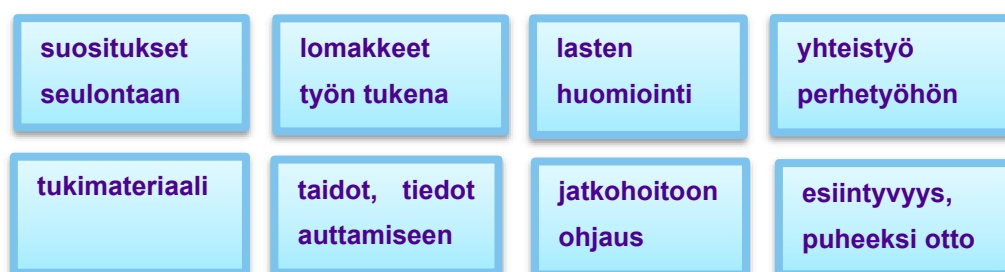 suositukset
seulontaan
lomakkeet
työn tukena
lasten
huomiointi
yhteistyö
perhetyöhön
tukimateriaali
taidot, tiedot
auttamiseen
jatkohoitoon
ohjaus
esiintyvyys,
puheeksi otto